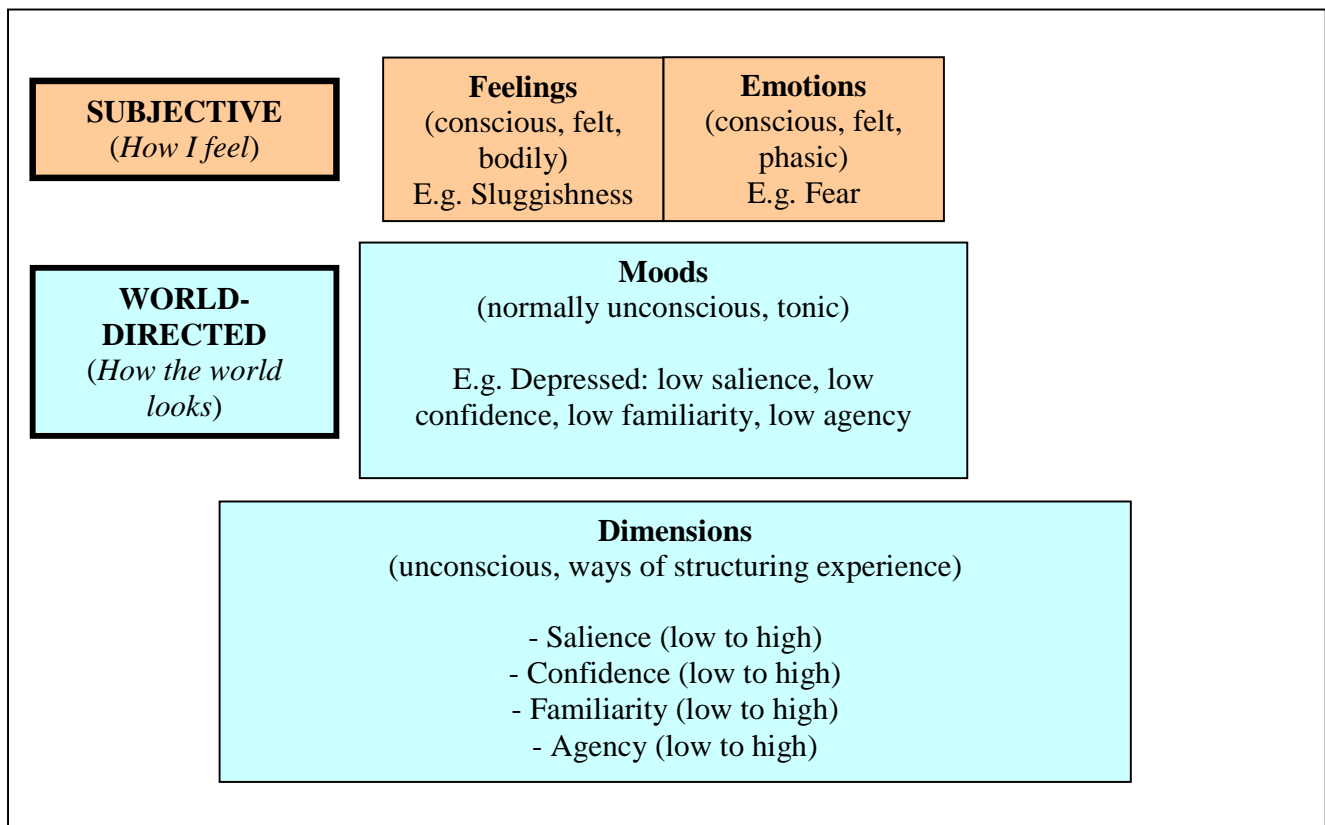 SUBJECTIVE
(How I feel)
Feelings
(conscious, felt,
bodily)
E.g. Sluggishness
Emotions
(conscious, felt,
phasic)
E.g. Fear
WORLD-
DIRECTED
(How the world
looks)
Moods
(normally unconscious, tonic)
E.g. Depressed: low salience, low
confidence, low familiarity, low agency
Dimensions
(unconscious, ways of structuring experience)
- Salience (low to high)
- Confidence (low to high)
- Familiarity (low to high)
- Agency (low to high)